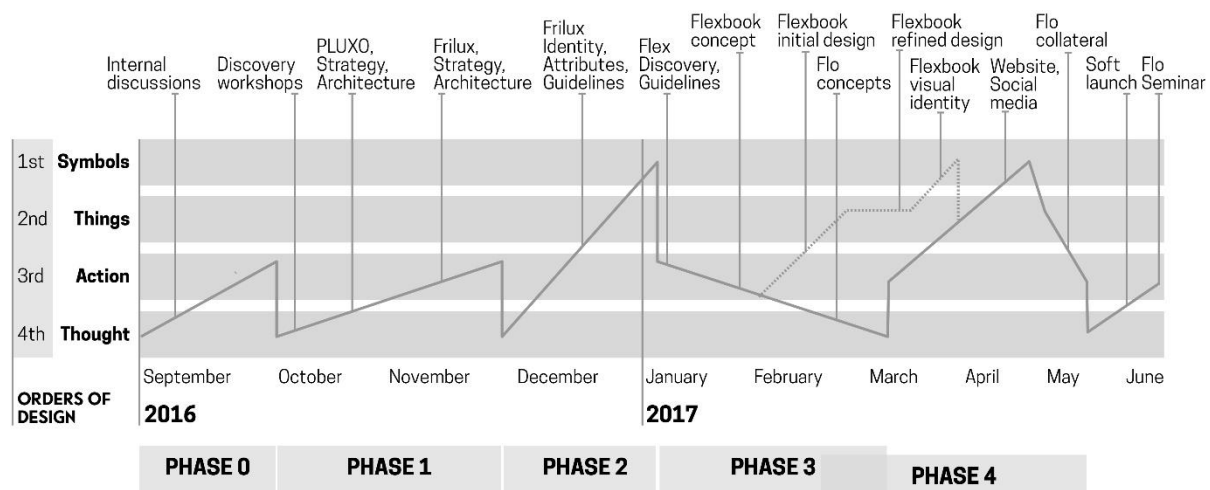 Internal
discussions
Discovery
workshops
PLUXO,
Strategy,
Architecture
Frilux,
Strategy,
Architecture
Frilux
Identity,
Attributes,
Guidelines
Flex
Discovery,
Guidelines
Flexbook
concept
Flexbook
initial design
Flo
concepts
Flexbook
refined design
Flexbook
visual
identity
Website,
Social
media
Flo
collateral
Soft
launch
Flo
Seminar
1st Symbols
2nd Things
3rd Action
4th Thought
September October November December January February March April May June
ORDERS OF
DESIGN
2016 2017
PHASE 0 PHASE 1 PHASE 2 PHASE 3 PHASE 4